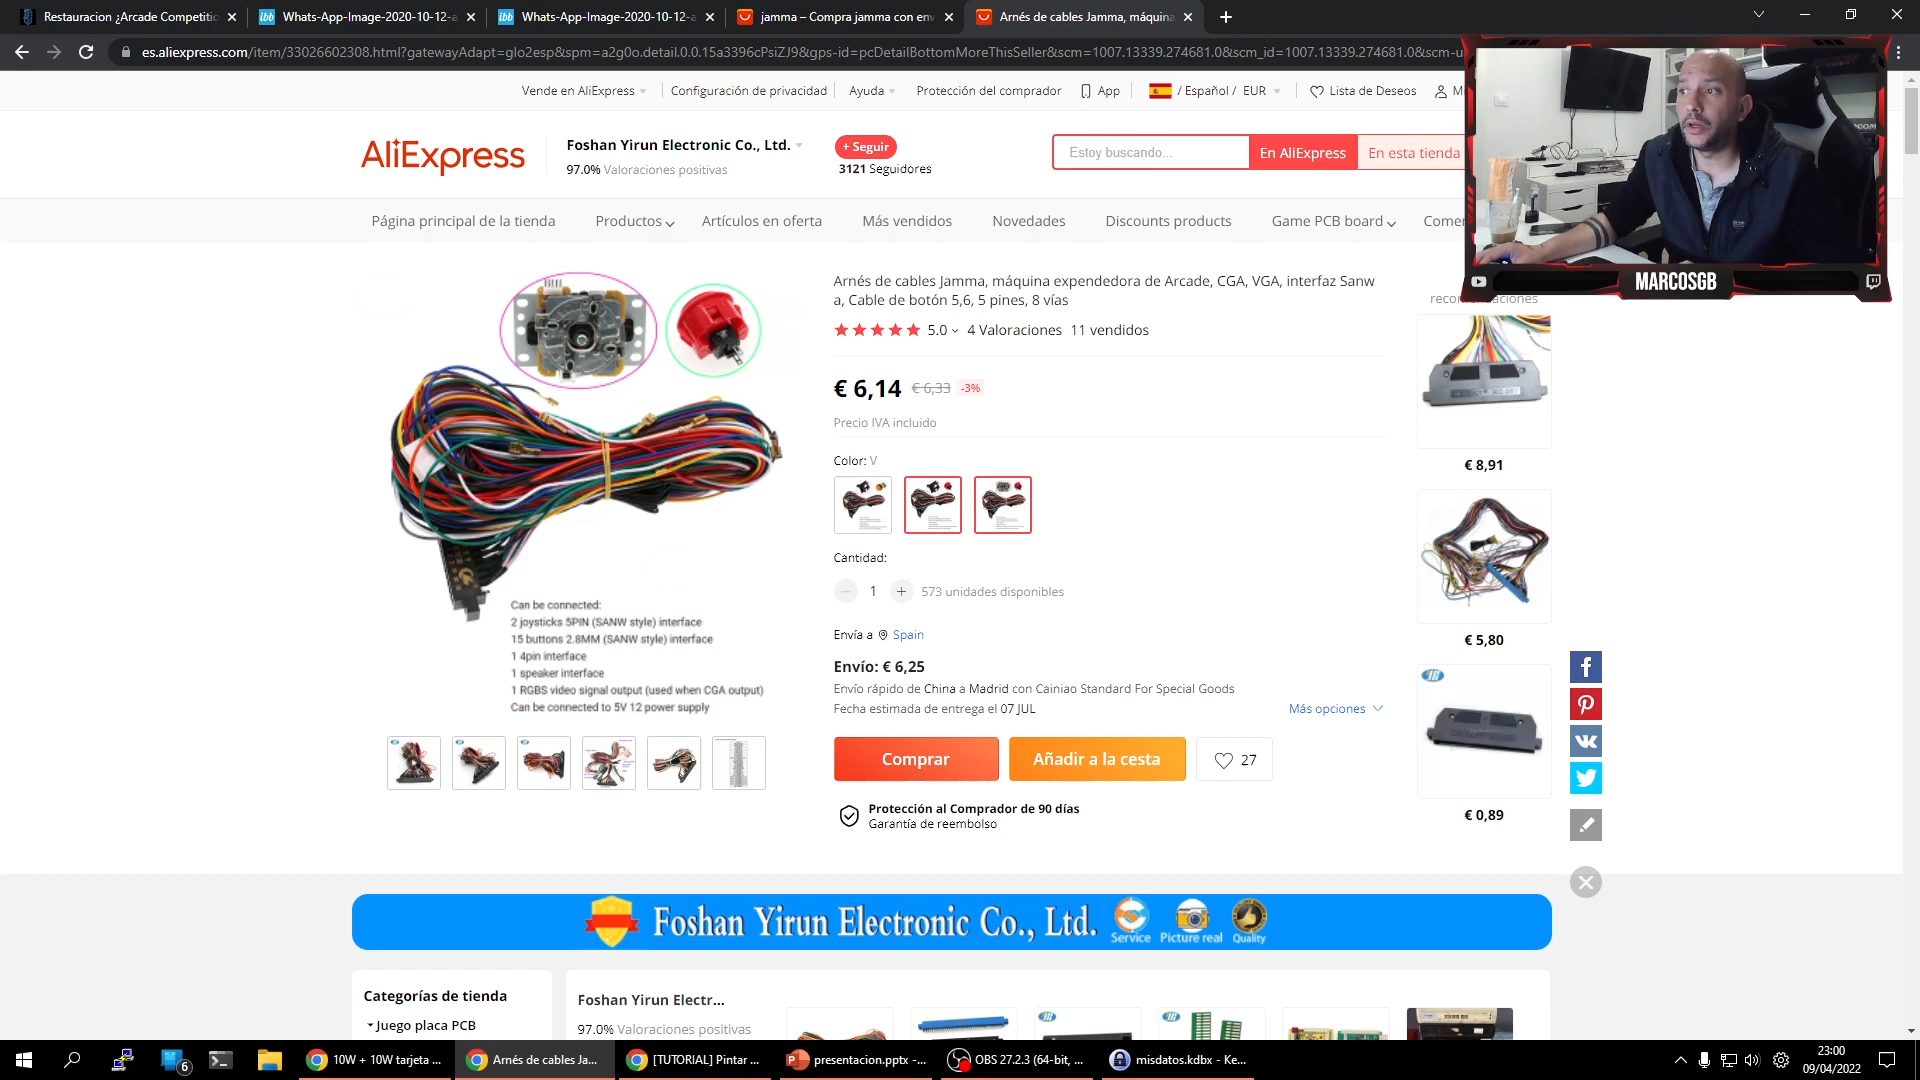 Restauracion ¿Arcade Competitio
Whats-App-Image-2020-10-12-a
Whats-App-Image-2020-10-12-a
jamma – Compra jamma con env
Arnés de cables Jamma, máquina
es.aliexpress.com/item/33026602308.html?gatewayAdapt=glo2esp&spm=a2g0o.detail.0.0.15a3396cPsiZJ9&gps-id=pcDetailBottomMoreThisSeller&scm=1007.13339.274681.0&scm_id=1007.13339.274681.0&scm-u
Vende en AliExpress
Configuración de privacidad
Ayuda
Protección del comprador
App
/ Español / EUR
Lista de Deseos
M
AliExpress
Foshan Yirun Electronic Co., Ltd.
97.0% Valoraciones positivas
+ Seguir
3121 Seguidores
Estoy buscando...
En AliExpress
En esta tienda
Página principal de la tienda
Productos
Artículos en oferta
Más vendidos
Novedades
Discounts products
Game PCB board
Comen
MARCOSGB
Arnés de cables Jamma, máquina expendedora de Arcade, CGA, VGA, interfaz Sanw
a, Cable de botón 5,6, 5 pines, 8 vías
5.0
4 Valoraciones
11 vendidos
€ 6,14
€ 6,33
-3%
Precio IVA incluido
Color: V
Cantidad:
1
573 unidades disponibles
Envía a
Spain
Envío: € 6,25
Envío rápido de China a Madrid con Cainiao Standard For Special Goods
Fecha estimada de entrega el 07 JUL
Más opciones
Comprar
Añadir a la cesta
27
Protección al Comprador de 90 días
Garantía de reembolso
Can be connected:
2 joysticks 5PIN (SANW style) interface
15 buttons 2.8MM (SANW style) interface
1 4pin interface
1 speaker interface
1 RGBS video signal output (used when CGA output)
Can be connected to 5V 12 power supply
€ 8,91
€ 5,80
€ 0,89
Foshan Yirun Electronic Co., Ltd.
Service
Picture real
Quality
Categorías de tienda
Juego placa PCB
Foshan Yirun Electr...
97.0% Valoraciones positivas
6
10W + 10W tarjeta ...
Arnés de cables Ja...
[TUTORIAL] Pintar ...
presentacion.pptx -...
OBS 27.2.3 (64-bit, ...
misdatos.kdbx - Ke...
23:00
09/04/2022